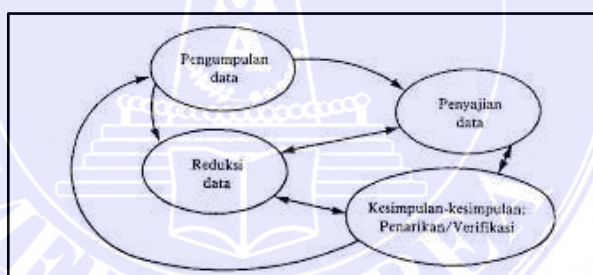 Pengumpulan
data
Penyajian
data
Reduksi
data
Kesimpulan-kesimpulan:
Penarikan/Verifikasi